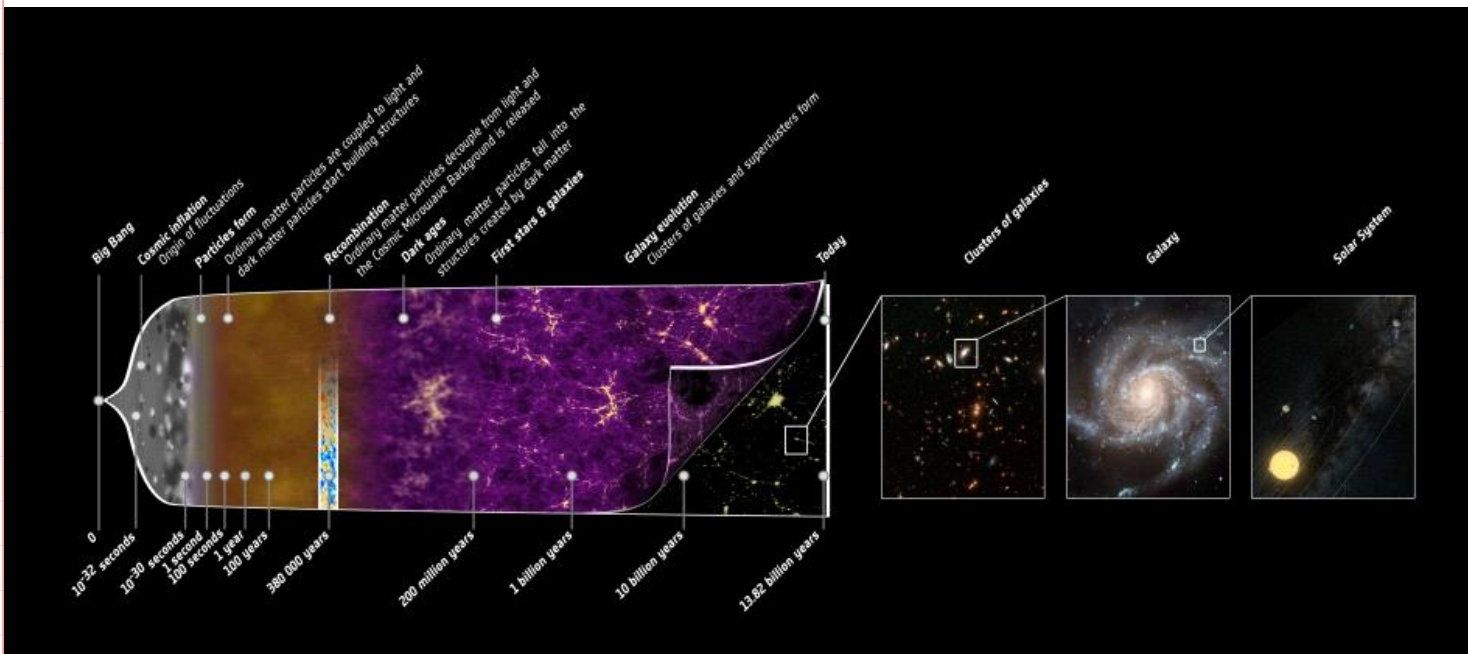 Big Bang
Cosmic inflation
Origin of fluctuations
Particles form
Ordinary matter particles are coupled to light and
dark matter particles start building structures
Recombination
Ordinary matter particles decouple from light and
the Cosmic Microwave Background is released
Dark ages
Ordinary matter particles fall into the
structures created by dark matter
First stars & galaxies
Galaxy evolution
Clusters of galaxies and superclusters form
Today
Clusters of galaxies
Galaxy
Solar System
0
10-32 seconds
10-30 seconds
1 second
100 seconds
1 year
100 years
380 000 years
200 million years
1 billion years
10 billion years
13.82 billion years